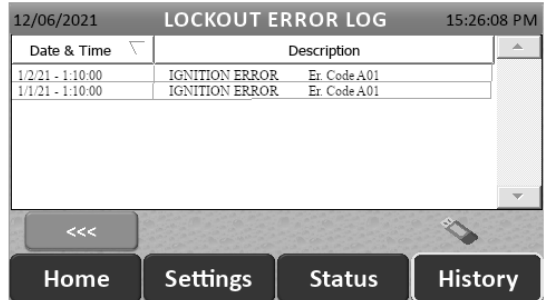 12/06/2021 LOCKOUT ERROR LOG 15:26:08 PM
Date & Time Description
1/2/21 - 1:10:00 IGNITION ERROR Er. Code A01
1/1/21 - 1:10:00 IGNITION ERROR Er. Code A01
<<<
Home Settings Status History